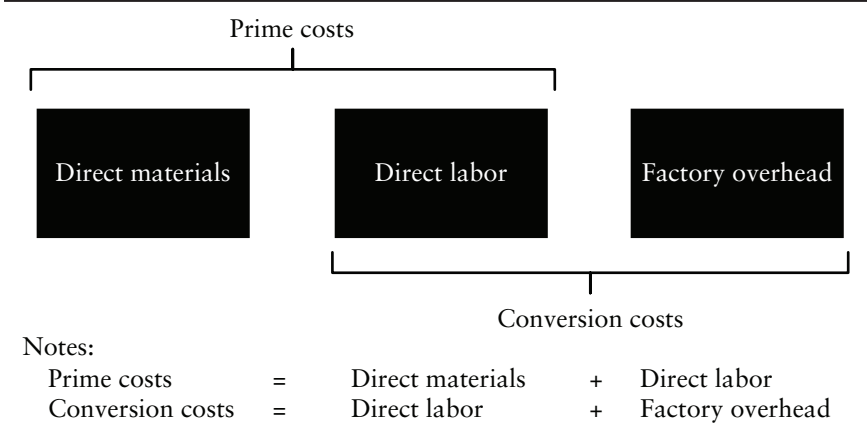 Prime costs
Direct materials Direct labor Factory overhead
Conversion costs
Notes:
Prime costs = Direct materials + Direct labor
Conversion costs = Direct labor + Factory overhead